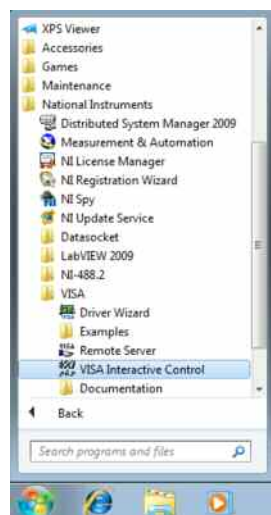 XPS Viewer
Accessories
Games
Maintenance
National Instruments
Distributed System Manager 2009
Measurement & Automation
NI License Manager
NI Registration Wizard
NI Spy
NI Update Service
Datasocket
LabVIEW 2009
NI-488.2
VISA
Driver Wizard
Examples
Remote Server
VISA Interactive Control
Documentation
Back
Search programs and files